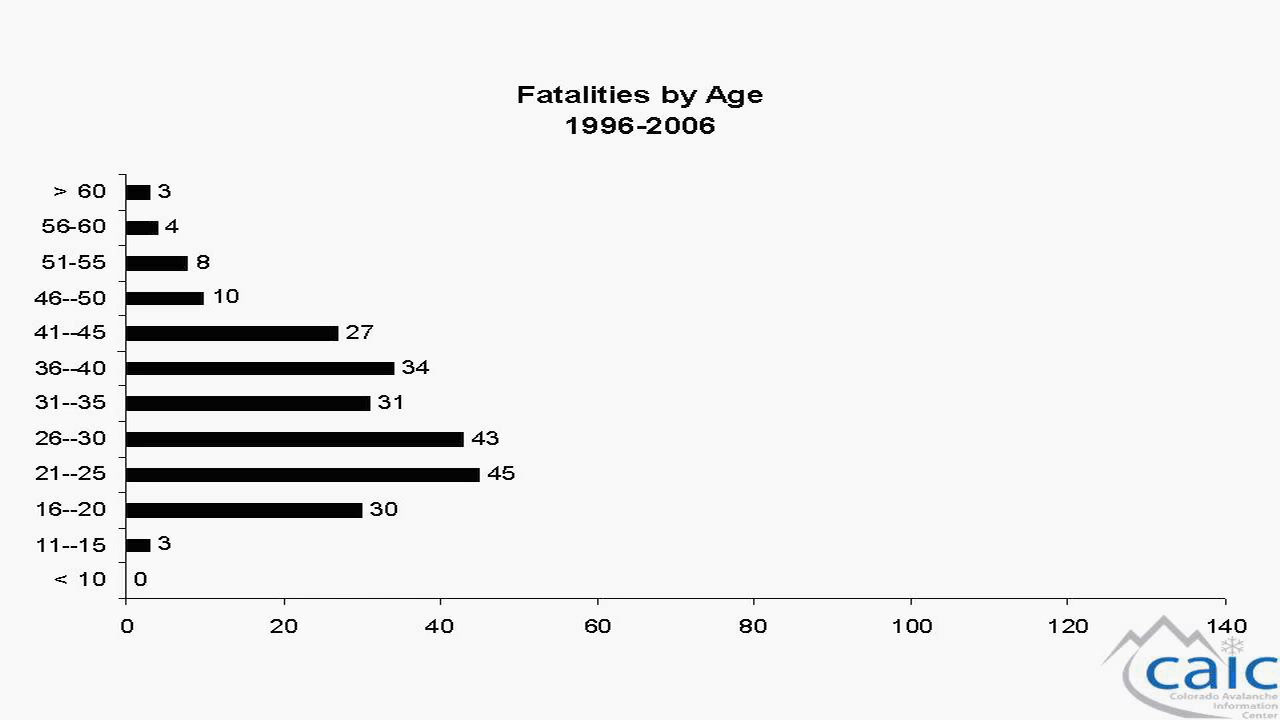 Fatalities by Age
1996-2006
> 60 3
56-60 4
51-55 8
46--50 10
41--45 27
36--40 34
31--35 31
26--30 43
21--25 45
16--20 30
11--15 3
< 10 0
0 20 40 60 80 100 120 140
caic
Colorado Avalanche
Information
Center